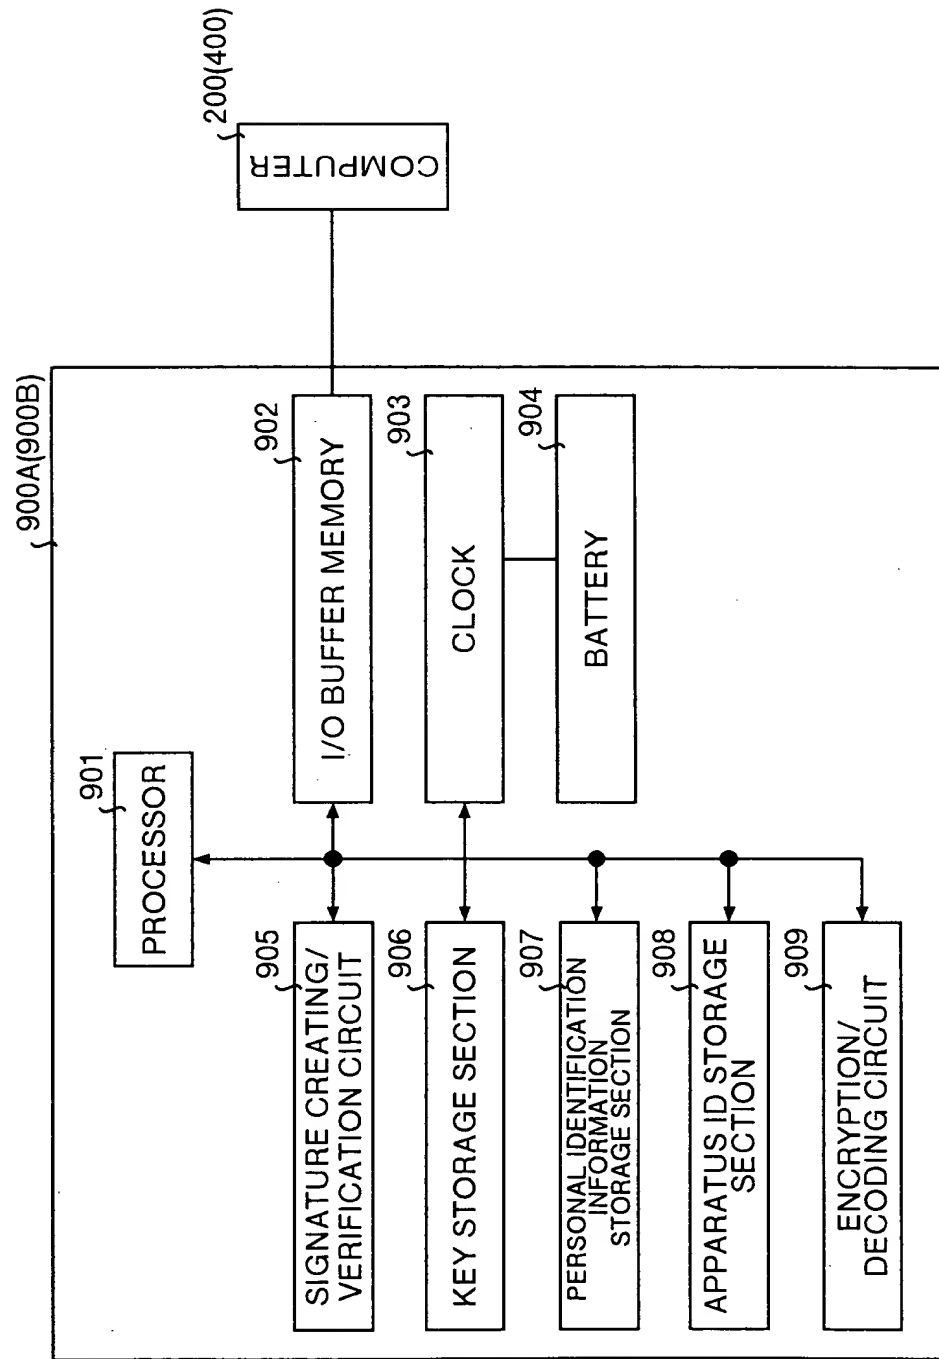 900A(900B)
901
PROCESSOR
905
SIGNATURE CREATING/
VERIFICATION CIRCUIT
902
I/O BUFFER MEMORY
200(400)
COMPUTER
906
KEY STORAGE SECTION
903
CLOCK
907
PERSONAL IDENTIFICATION
INFORMATION
STORAGE SECTION
904
BATTERY
908
APPARATUS ID STORAGE
SECTION
909
ENCRYPTION/
DECODING CIRCUIT